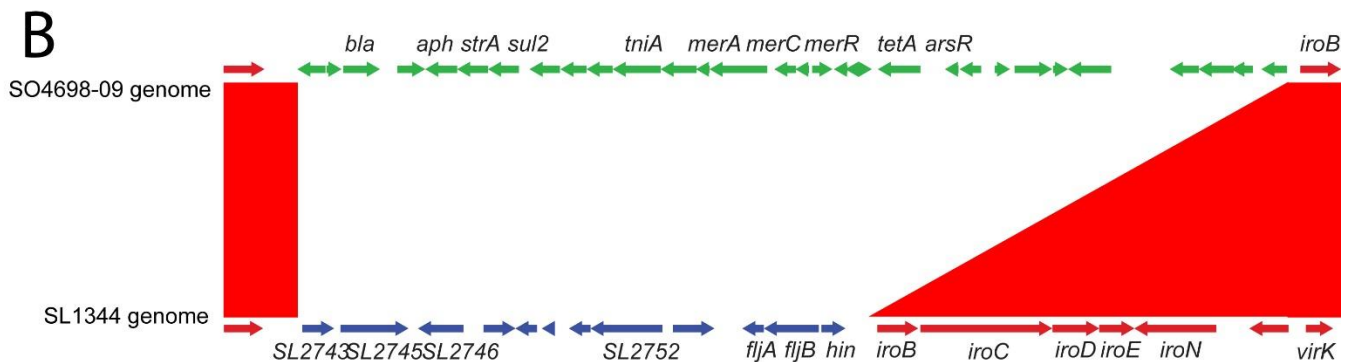 B
bla aph strA sul2 tniA merA merC merR tetA arsR iroB
SO4698-09 genome
SL1344 genome
SL2743 SL2745 SL2746 SL2752 fljA fljB hin iroB iroC iroD iroE iroN virK